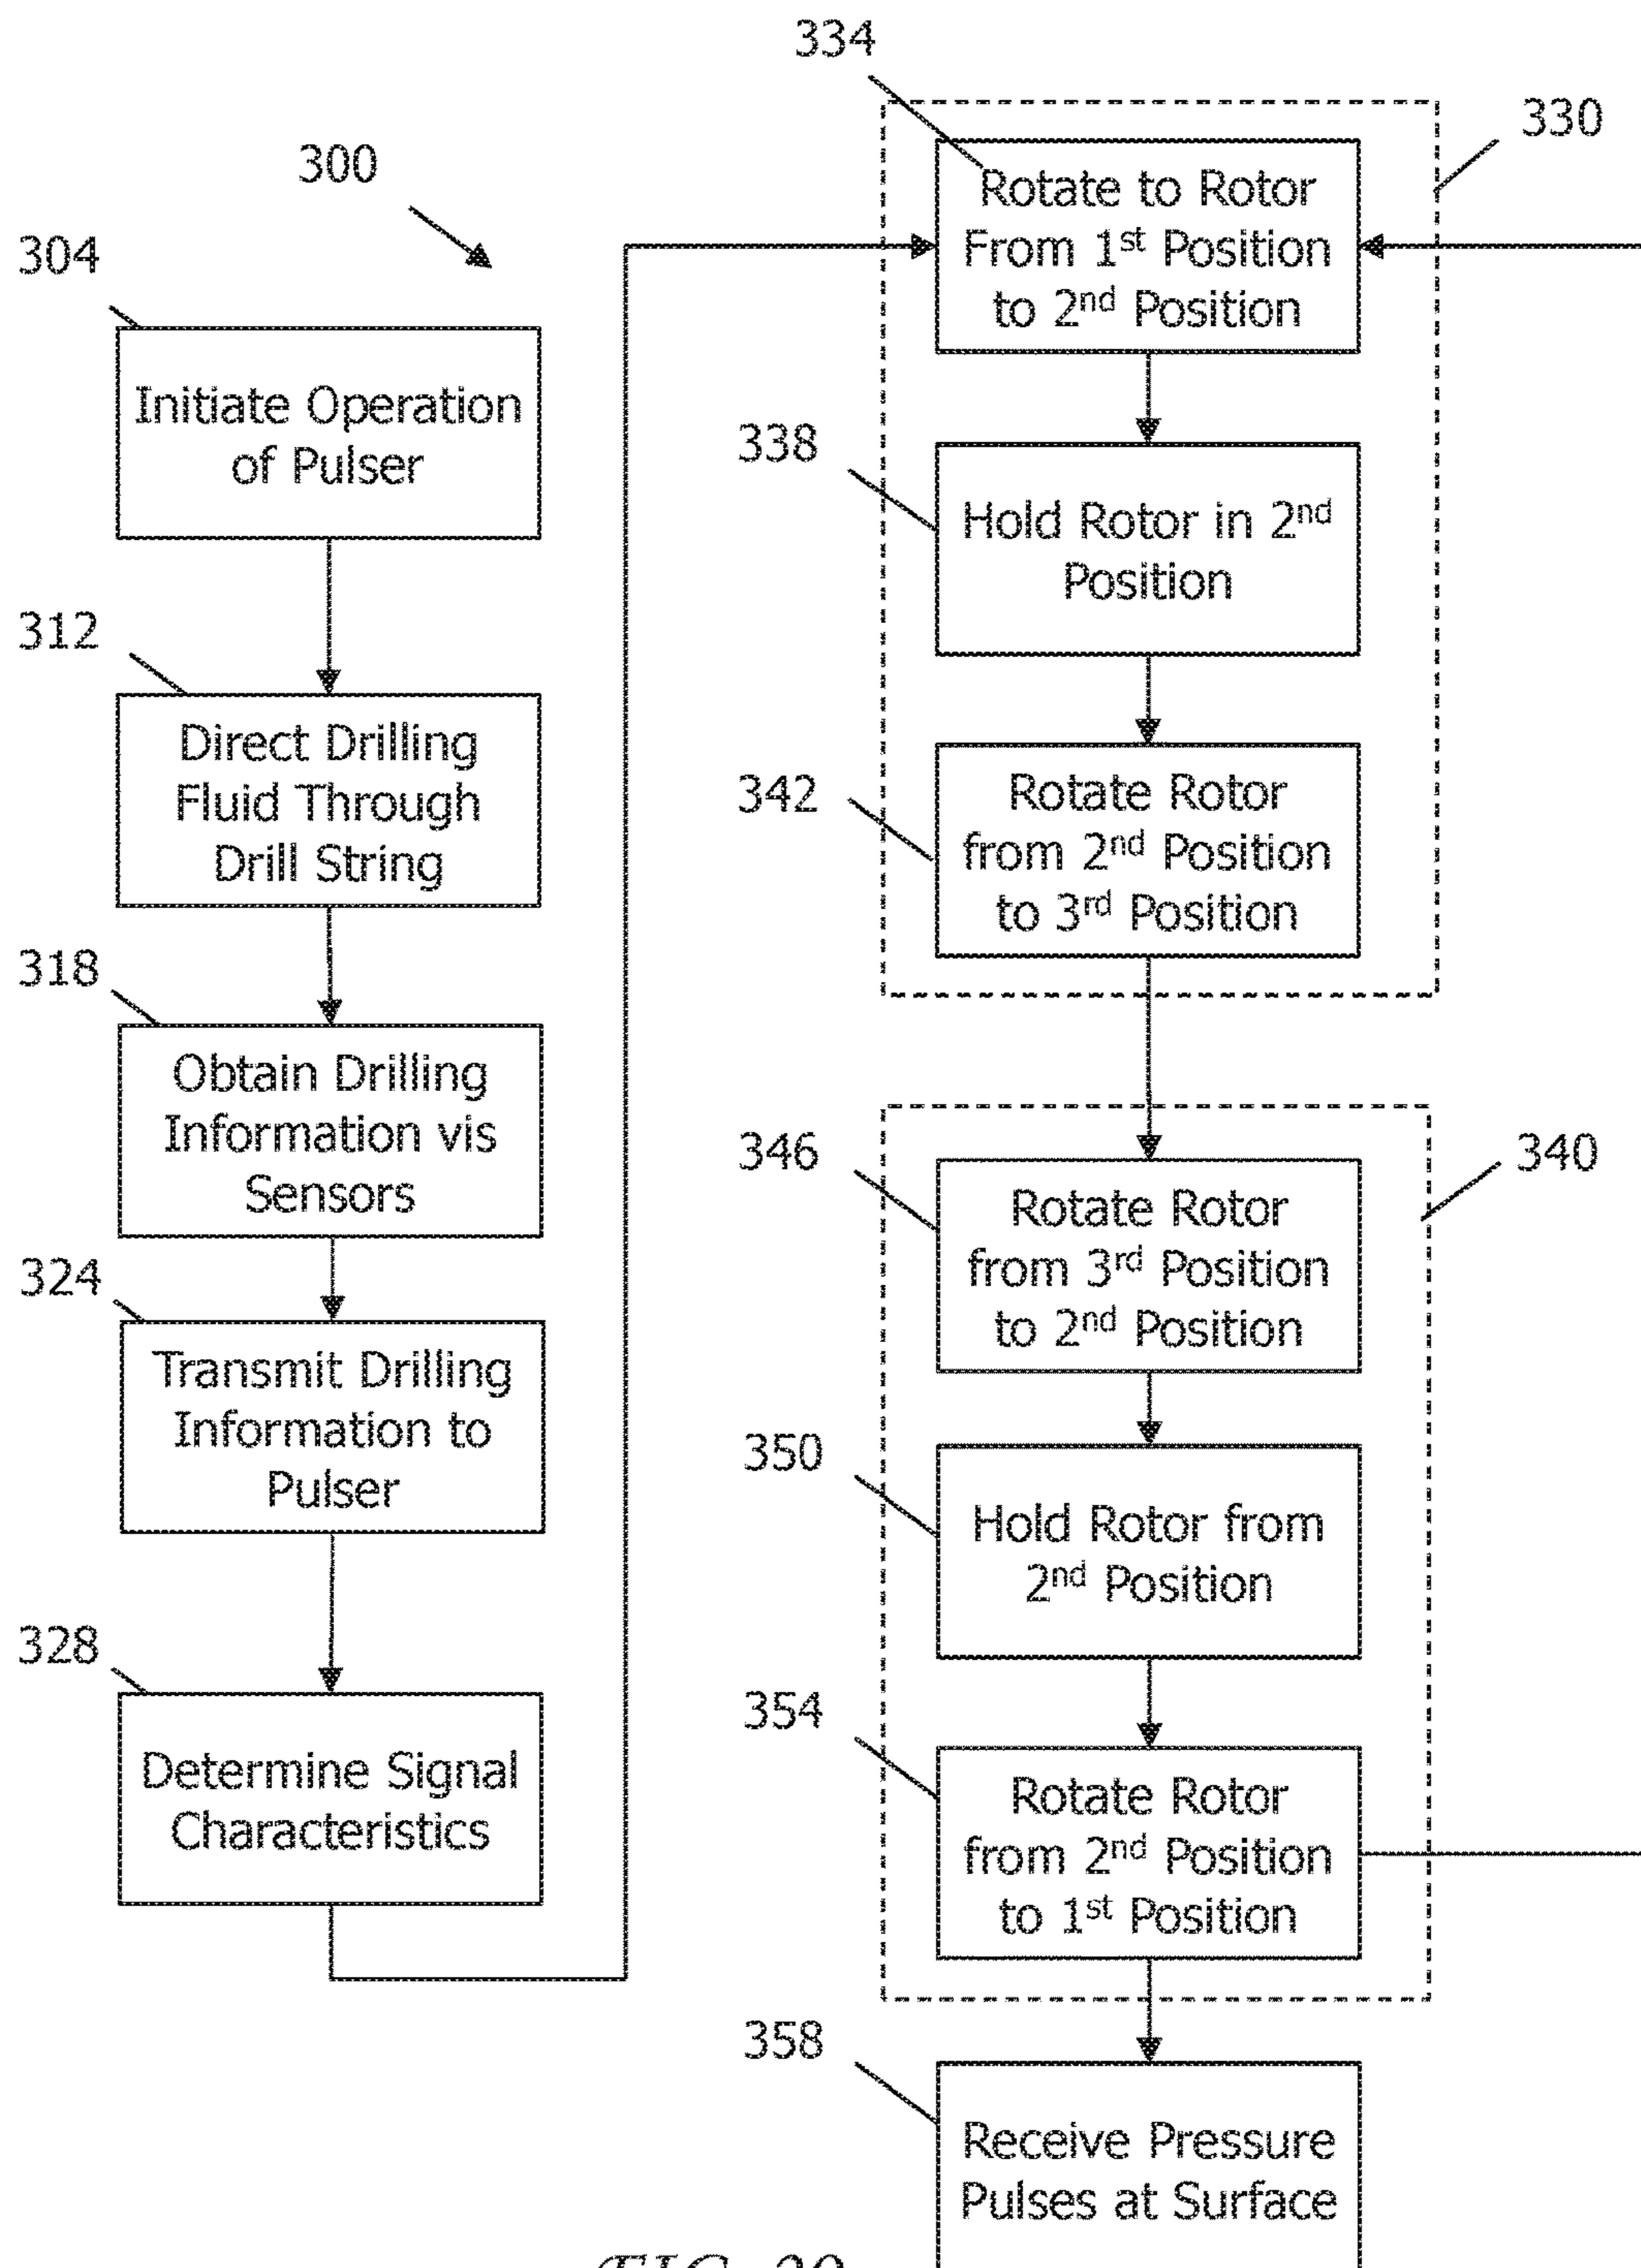 300
304
Initiate Operation
of Pulser
312
Direct Drilling
Fluid Through
Drill String
318
Obtain Drilling
Information vis
Sensors
324
Transmit Drilling
Information to
Pulser
328
Determine Signal
Characteristics
334
330
Rotate to Rotor
From 1st Position
to 2nd Position
338
Hold Rotor in 2nd
Position
342
Rotate Rotor
from 2nd Position
to 3rd Position
346
340
Rotate Rotor
from 3rd Position
to 2nd Position
350
Hold Rotor from
2nd Position
354
Rotate Rotor
from 2nd Position
to 1st Position
358
Receive Pressure
Pulses at Surface